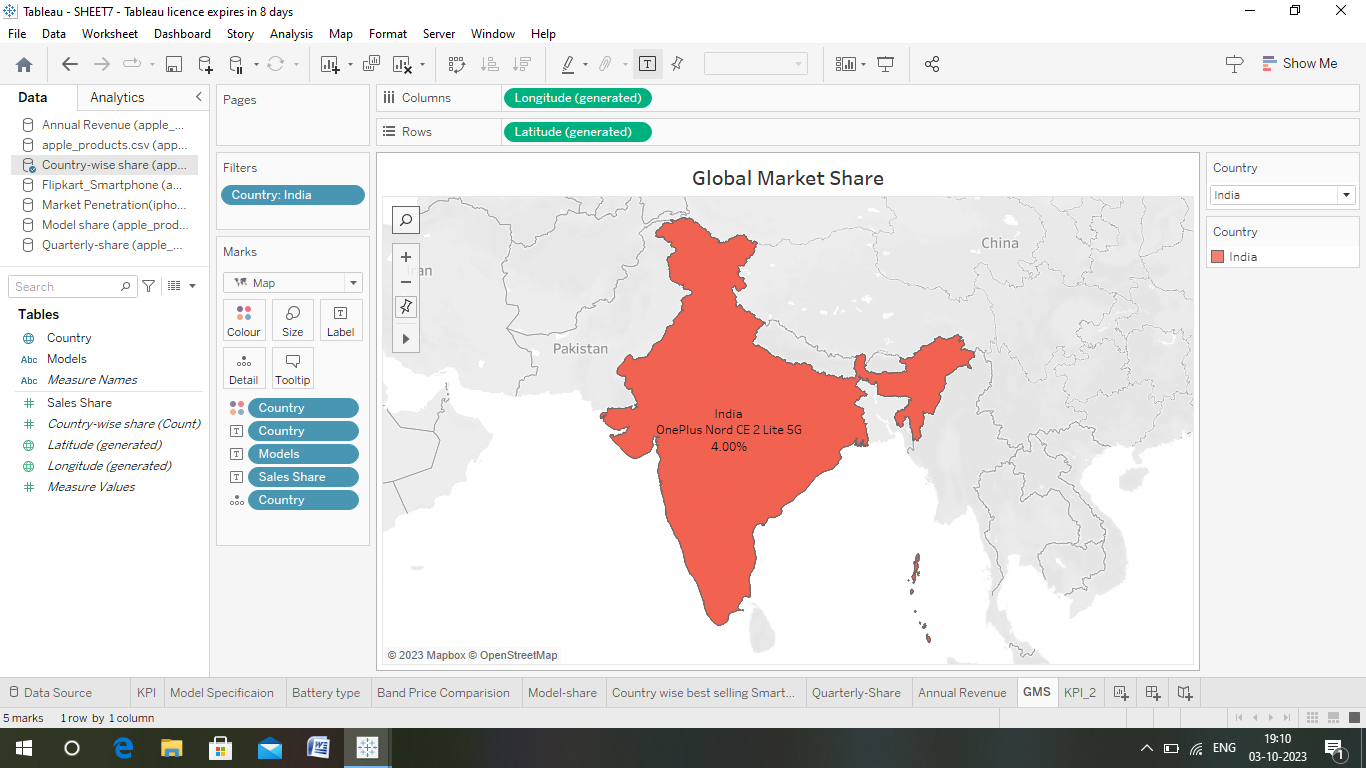 Tableau - SHEET7 - Tableau licence expires in 8 days
File Data Worksheet Dashboard Story Analysis Map Format Server Window Help
Show Me
Data Analytics
Annual Revenue (apple_...
apple_products.csv (app...
Country-wise share (app...
Flipkart_Smartphone (a...
Market Penetration(ipho...
Model share (apple_prod...
Quarterly-share (apple_...
Search
Tables
Country
Abc Models
Abc Measure Names
Sales Share
Country-wise share (Count)
Latitude (generated)
Longitude (generated)
Measure Values
Pages
Filters
Country: India
Marks
Map
Colour Size Label
Detail Tooltip
Country
Country
Models
Sales Share
Country
Columns Longitude (generated)
Rows Latitude (generated)
Global Market Share
China
Iran
Pakistan
India
OnePlus Nord CE 2 Lite 5G
4.00%
© 2023 Mapbox © OpenStreetMap
Country
India
Country
India
Data Source KPI Model Specificaion Battery type Band Price Comparision Model-share Country wise best selling Smart... Quarterly-Share Annual Revenue GMS KPI_2
5 marks 1 row by 1 column
ENG 19:10
03-10-2023
1